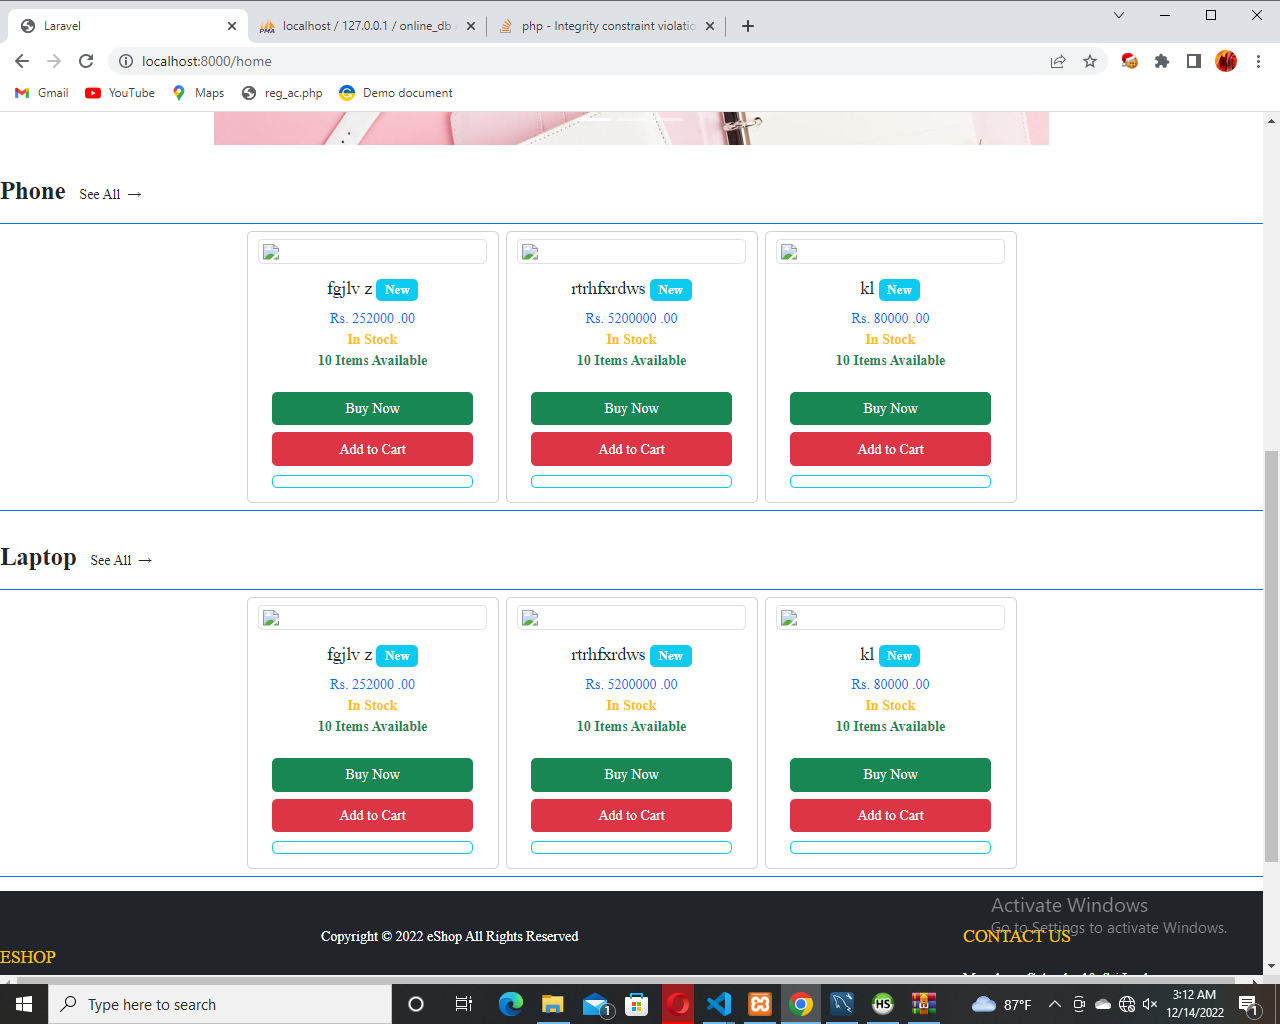 Laravel
localhost / 127.0.0.1 / online_db
php - Integrity constraint violatio
localhost:8000/home
Gmail
YouTube
Maps
reg_ac.php
Demo document
Phone See All →
fgjlv z New
Rs. 252000 .00
In Stock
10 Items Available
Buy Now
Add to Cart
rtrhfxrdws New
Rs. 5200000 .00
In Stock
10 Items Available
Buy Now
Add to Cart
kl New
Rs. 80000 .00
In Stock
10 Items Available
Buy Now
Add to Cart
Laptop See All →
fgjlv z New
Rs. 252000 .00
In Stock
10 Items Available
Buy Now
Add to Cart
rtrhfxrdws New
Rs. 5200000 .00
In Stock
10 Items Available
Buy Now
Add to Cart
kl New
Rs. 80000 .00
In Stock
10 Items Available
Buy Now
Add to Cart
Activate Windows
Go to Settings to activate Windows.
Copyright © 2022 eShop All Rights Reserved
CONTACT US
ESHOP
Type here to search
1
HS
87°F
3:12 AM
12/14/2022
1